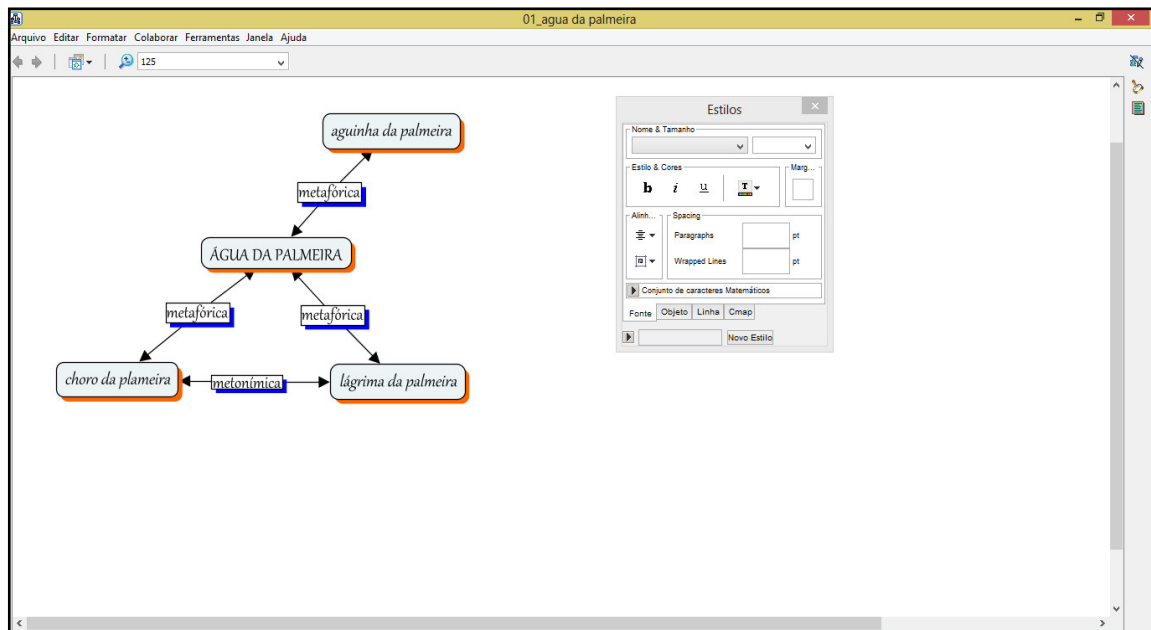 01_agua da palmeira
Arquivo Editar Formatar Colaborar Ferramentas Janela Ajuda
125
aguinha da palmeira
metafórica
ÁGUA DA PALMEIRA
metafórica
metafórica
choro da plameira
metonímica
lágrima da palmeira
Estilos
Nome & Tamanho
Estilo & Cores
Marg...
b i u T
Alinh...
Spacing
Paragraphs
pt
Wrapped Lines
pt
Conjunto de caracteres Matemáticos
Fonte Objeto Linha Cmap
Novo Estilo